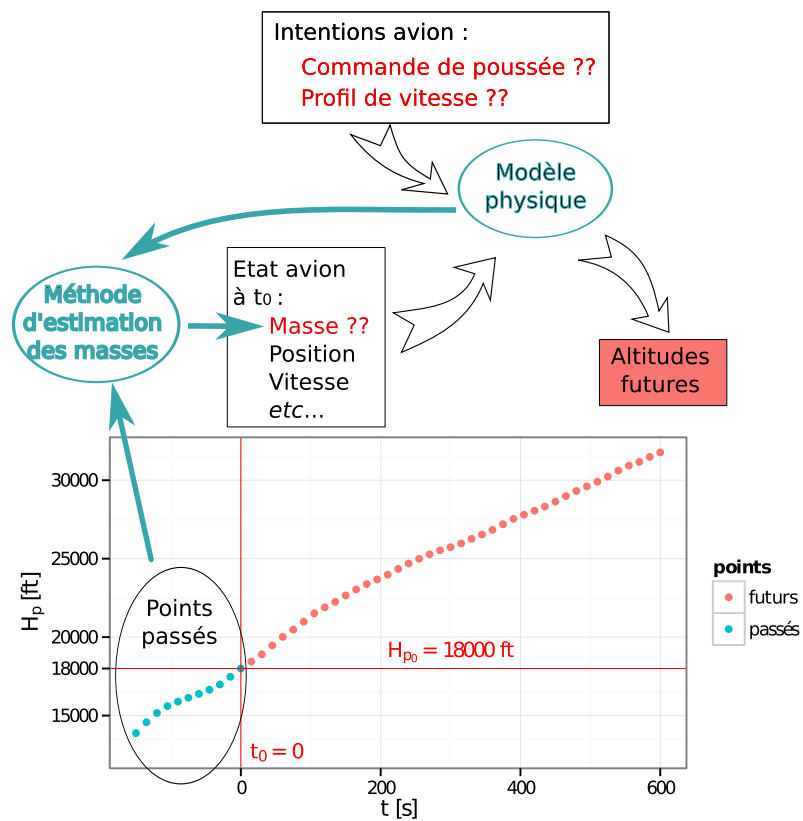 Intentions avion :
Commande de poussée ??
Profil de vitesse ??
Modèle
physique
Etat avion
à t0 :
Masse ??
Position
Vitesse
etc...
Méthode
d'estimation
des masses
Altitudes
futures
30000
25000
20000
18000
15000
Hp [ft]
Points
passés
Hp0 = 18000 ft
t0 = 0
points
futurs
passés
0
200
400
600
t [s]